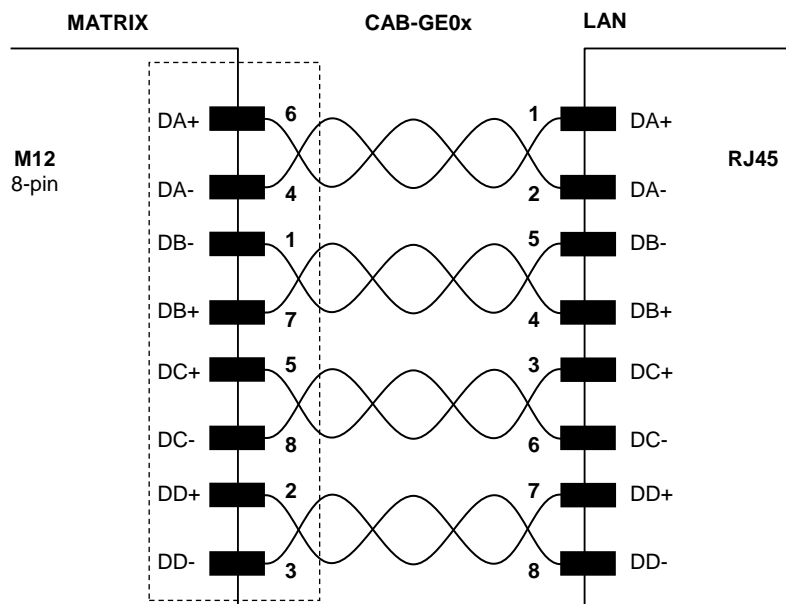 MATRIX CAB-GE0x LAN
DA+ 6 1 DA+
M12 RJ45
8-pin
DA- 4 2 DA-
DB- 1 5 DB-
DB+ 7 4 DB+
DC+ 5 3 DC+
DC- 8 6 DC-
DD+ 2 7 DD+
DD- 3 8 DD-